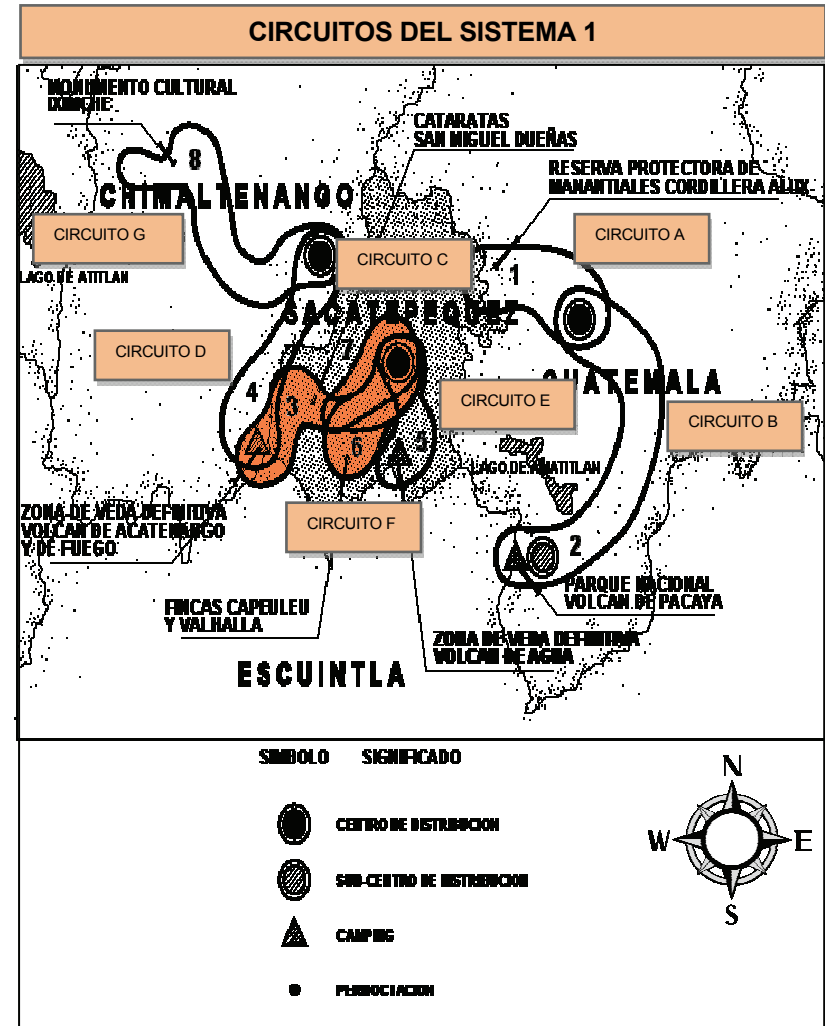 CIRCUITOS DEL SISTEMA 1
MONUMENTO CULTURAL
IXIMCHE
CATARATAS
SAN MIGUEL DUEÑAS
RESERVA PROTECTORA DE
MANANTIALES CORDILLERA ALUX
8
CHIMALTENANGO
CIRCUITO G
CIRCUITO A
CIRCUITO C
LAGO DE ATITLAN
1
SACATEPEQUEZ
CIRCUITO D
7
GUATEMALA
4
3
CIRCUITO E
CIRCUITO B
6
5
LAGO DE AMATITLAN
ZONA DE VEDA DEFINITIVA
VOLCAN DE ACATENANGO
Y DE FUEGO
CIRCUITO F
2
PARQUE NACIONAL
VOLCAN DE PACAYA
FINCAS CAPEULEU
Y VALHALLA
ZONA DE VEDA DEFINITIVA
VOLCAN DE AGUA
ESCUINTLA
SIMBOLO SIGNIFICADO
CENTRO DE DISTRIBUCION
SUB-CENTRO DE DISTRIBUCION
CAMPING
PERNOCTACION
N
W E
S